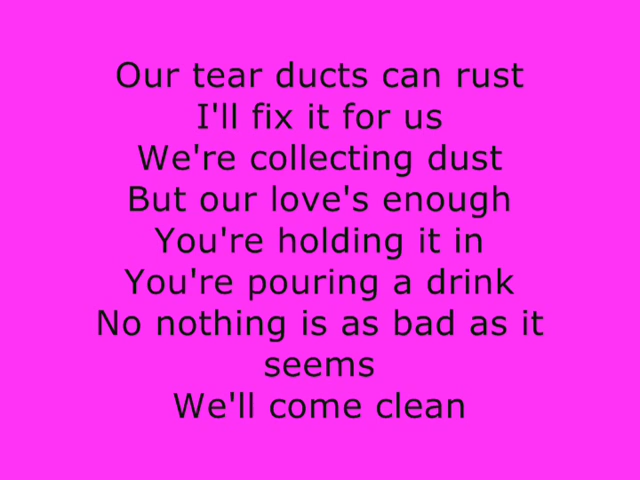 Our tear ducts can rust
I'll fix it for us
We're collecting dust
But our love's enough
You're holding it in
You're pouring a drink
No nothing is as bad as it
seems
We'll come clean